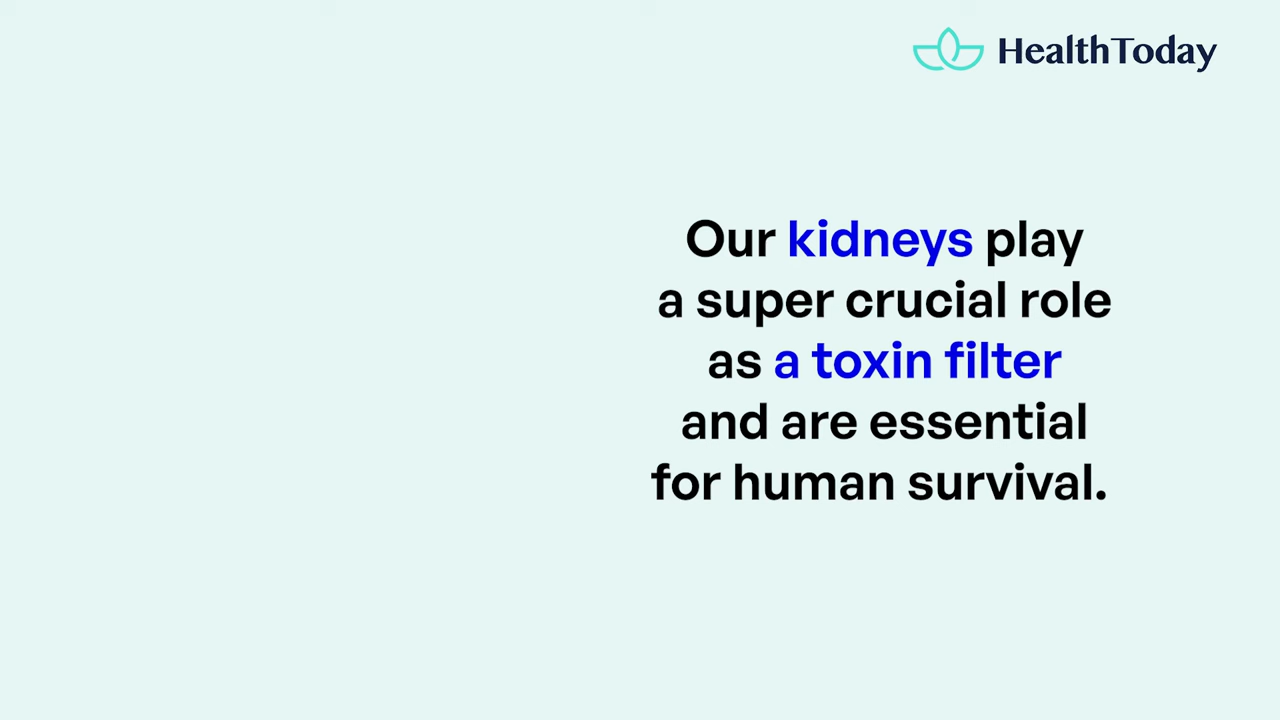 HealthToday
Our kidneys play
a super crucial role
as a toxin filter
and are essential
for human survival.